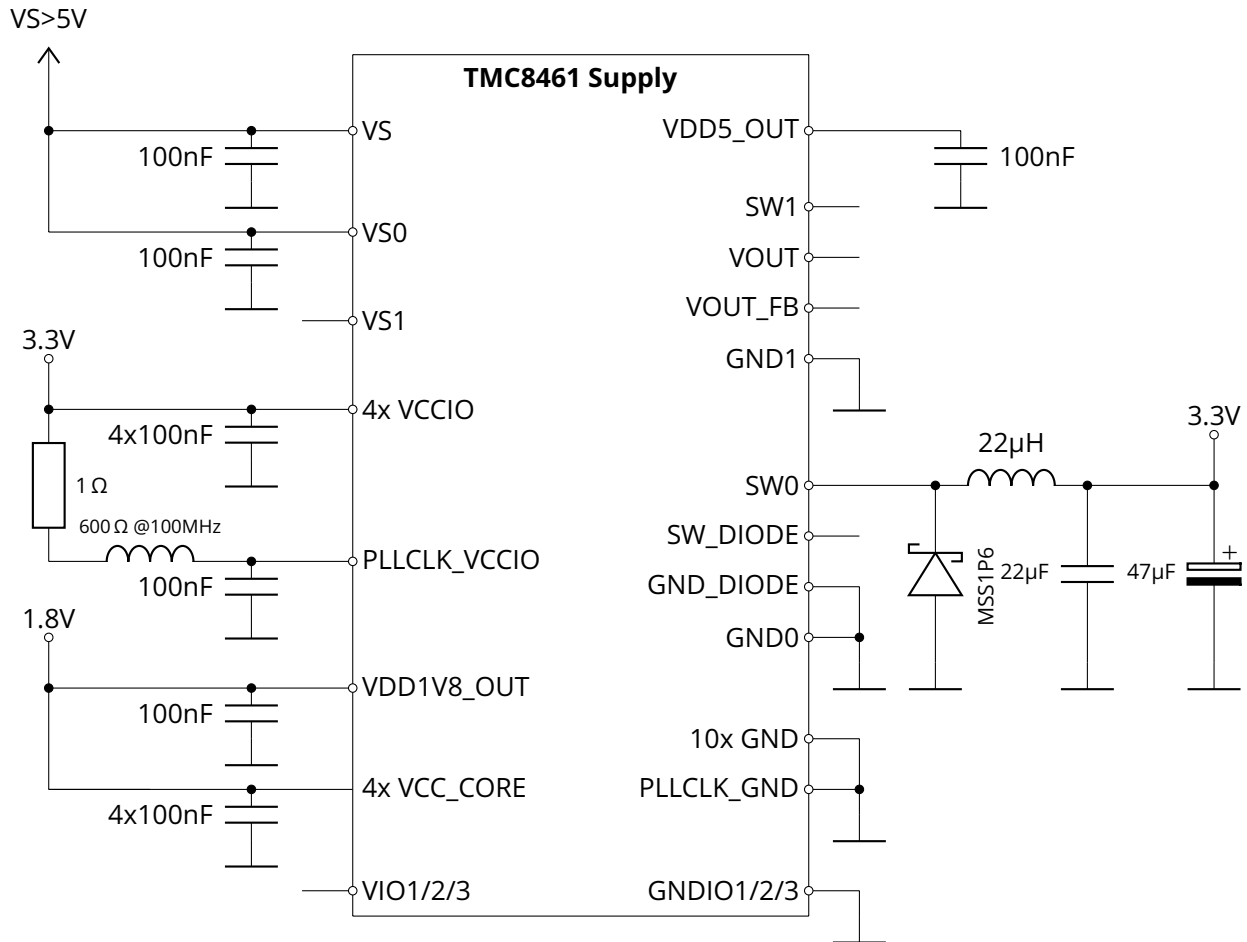 VS>5V
TMC8461 Supply
VS
100nF
VS0
100nF
VS1
3.3V
4x VCCIO
4x100nF
1 Ω
600 Ω @100MHz
PLLCLK_VCCIO
100nF
1.8V
VDD1V8_OUT
100nF
4x VCC_CORE
4x100nF
VIO1/2/3
VDD5_OUT
100nF
SW1
VOUT
VOUT_FB
GND1
SW0
22µH
3.3V
SW_DIODE
GND_DIODE
GND0
MSS1P6
22µF
47µF
+
10x GND
PLLCLK_GND
GNDIO1/2/3